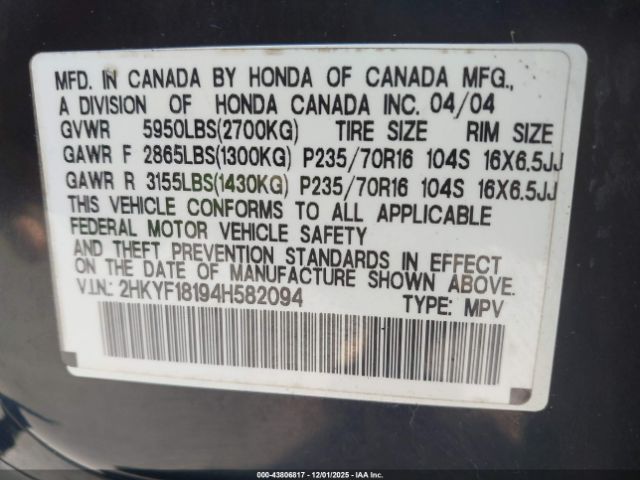 MFD. IN CANADA BY HONDA OF CANADA MFG.,
A DIVISION OF HONDA CANADA INC. 04/04
GVWR 5950LBS(2700KG) TIRE SIZE RIM SIZE
GAWR F 2865LBS(1300KG) P235/70R16 104S 16X6.5JJ
GAWR R 3155LBS(1430KG) P235/70R16 104S 16X6.5JJ
THIS VEHICLE CONFORMS TO ALL APPLICABLE
FEDERAL MOTOR VEHICLE SAFETY
AND THEFT PREVENTION STANDARDS IN EFFECT
ON THE DATE OF MANUFACTURE SHOWN ABOVE.
V.I.N.: 2HKYF18194H582094 TYPE: MPV
000-43806817 - 12/01/2025 - IAAI.COM